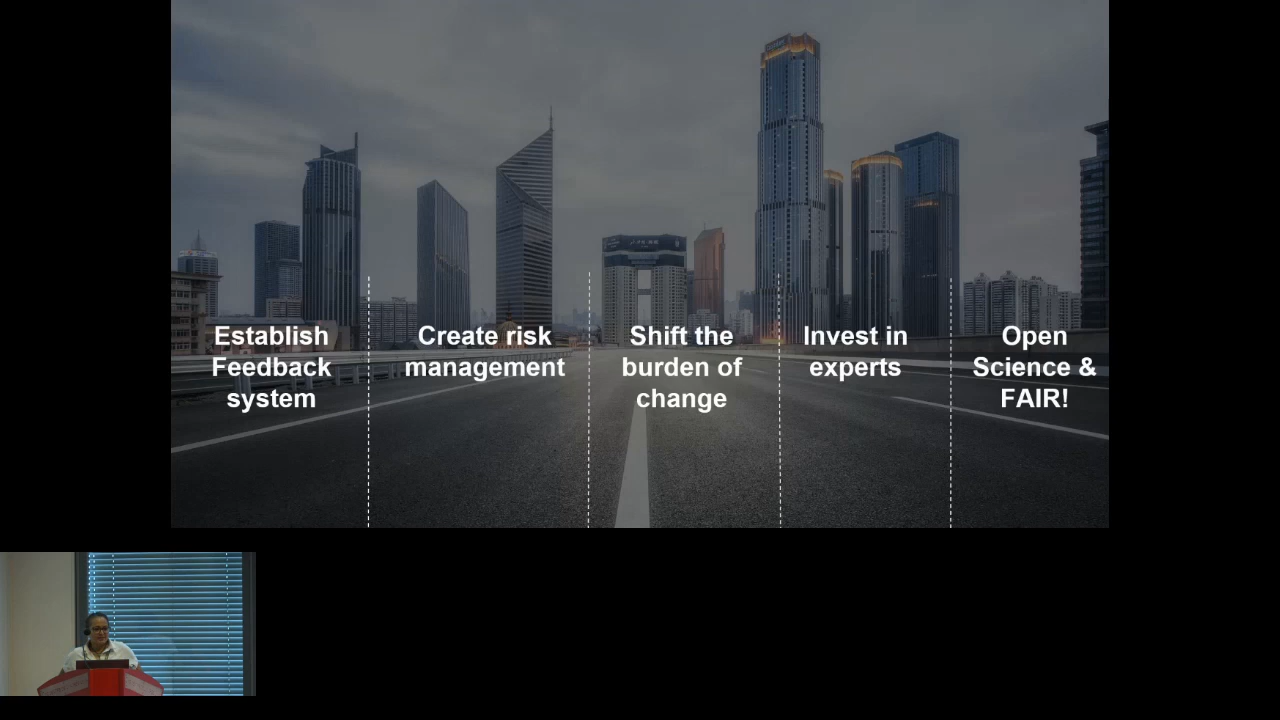 Establish
Feedback
system
Create risk
management
Shift the
burden of
change
Invest in
experts
Open
Science &
FAIR!